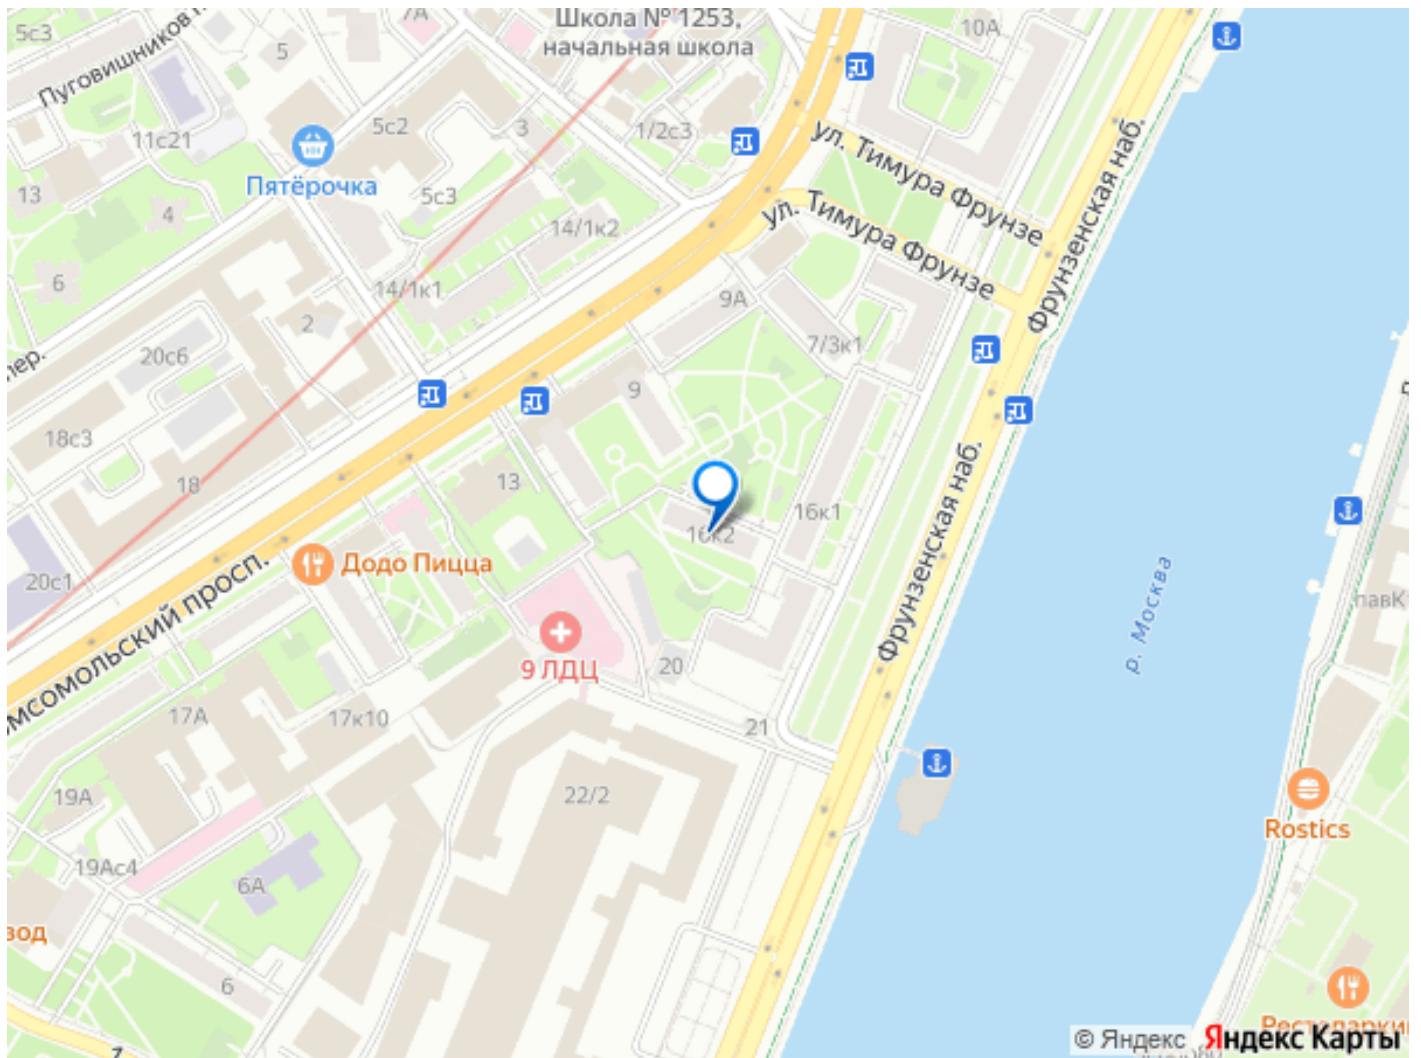 5с3
7А
Школа № 1253,
начальная школа
10А
Пуговишников
5
11с21
5с2
3
1/2с3
ул. Тимура Фрунзе
Фрунзенская наб.
Пятёрочка
13
4
5с3
14/1к2
ул. Тимура Фрунзе
6
14/1к1
9А
2
7/3к1
20с6
пер.
9
18с3
18
13
16к1
16к2
Фрунзенская наб.
Додо Пицца
20с1
р. Москва
павК
9 ЛДЦ
20
МСОМОЛЬСКИЙ ПРОСП.
17А
17к10
21
19А
22/2
Rostics
19Ас4
6А
вод
6
© Яндекс Яндекс Карты